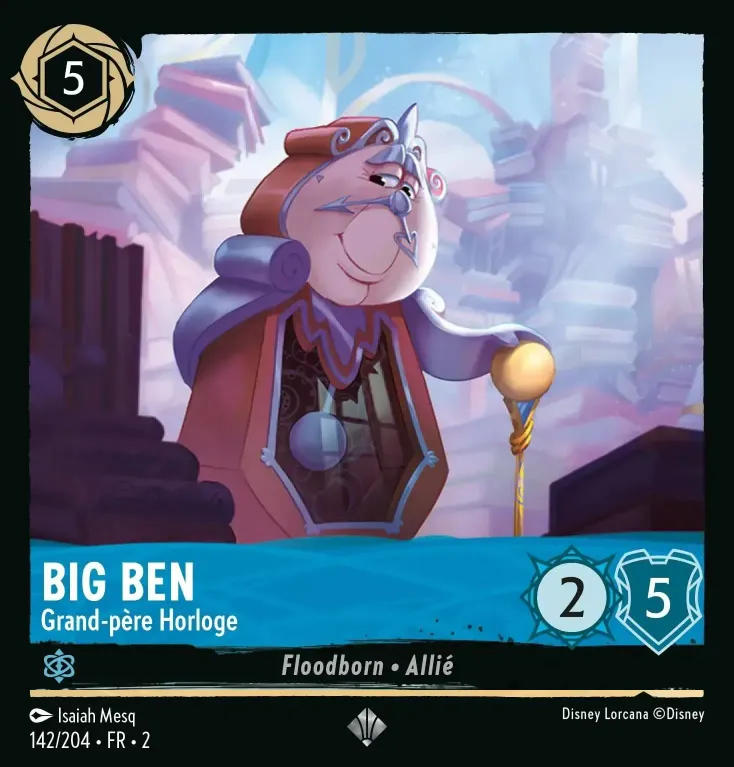 5
BIG BEN
Grand-père Horloge
2
5
Floodborn • Allié
Isaiah Mesq
Disney Lorcana ©Disney
142/204 • FR • 2